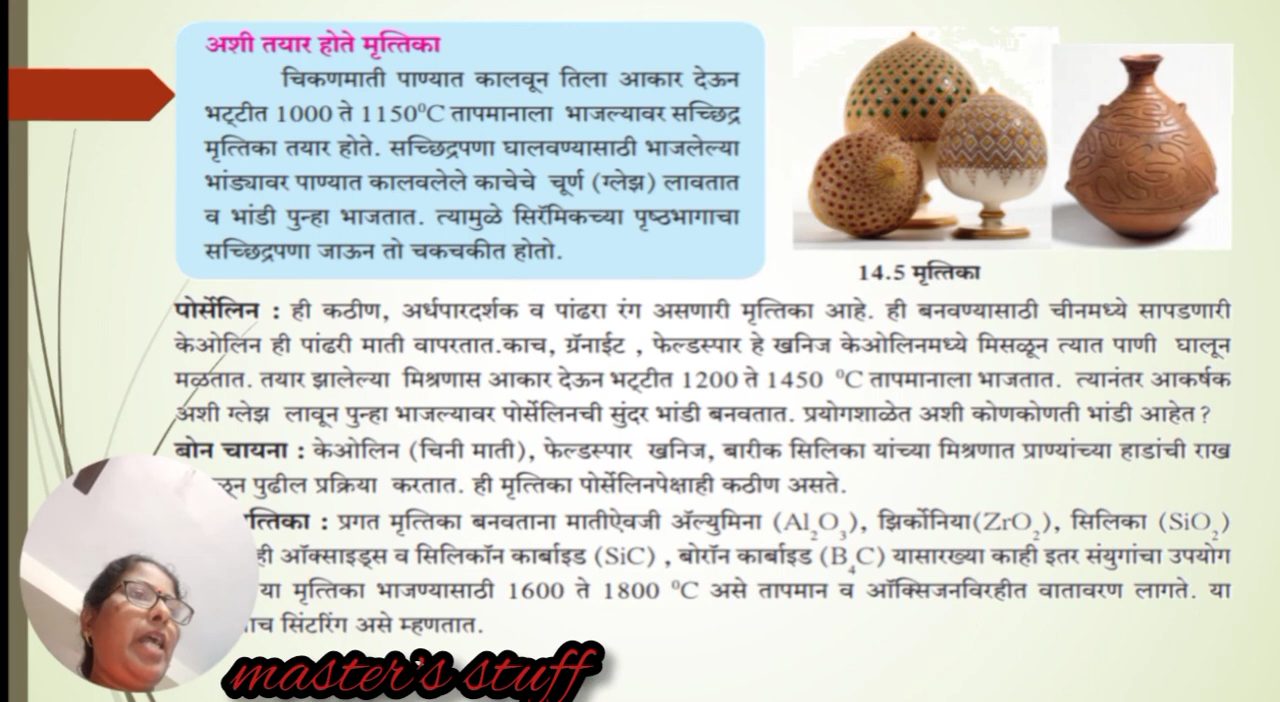 अशी तयार होते मृत्तिका
चिकणमाती पाण्यात कालवून तिला आकार देऊन
भट्टीत 1000 ते 1150⁰C तापमानाला भाजल्यावर सच्छिद्र
मृत्तिका तयार होते. सच्छिद्रपणा घालवण्यासाठी भाजलेल्या
भांड्यावर पाण्यात कालवलेले काचेचे चूर्ण (ग्लेझ) लावतात
व भांडी पुन्हा भाजतात. त्यामुळे सिरॅमिकच्या पृष्ठभागाचा
सच्छिद्रपणा जाऊन तो चकचकीत होतो.
14.5 मृत्तिका
पोर्सेलिन : ही कठीण, अर्धपारदर्शक व पांढरा रंग असणारी मृत्तिका आहे. ही बनवण्यासाठी चीनमध्ये सापडणारी
केओलिन ही पांढरी माती वापरतात.काच, ग्रॅनाईट , फेल्डस्पार हे खनिज केओलिनमध्ये मिसळून त्यात पाणी घालून
मळतात. तयार झालेल्या मिश्रणास आकार देऊन भट्टीत 1200 ते 1450 ⁰C तापमानाला भाजतात. त्यानंतर आकर्षक
अशी ग्लेझ लावून पुन्हा भाजल्यावर पोर्सेलिनची सुंदर भांडी बनवतात. प्रयोगशाळेत अशी कोणकोणती भांडी आहेत ?
बोन चायना : केओलिन (चिनी माती), फेल्डस्पार खनिज, बारीक सिलिका यांच्या मिश्रणात प्राण्यांच्या हाडांची राख
पुढील प्रक्रिया करतात. ही मृत्तिका पोर्सेलिनपेक्षाही कठीण असते.
: प्रगत मृत्तिका बनवताना मातीऐवजी ॲल्युमिना (Al₂O₃), झिर्कोनिया(ZrO₂), सिलिका (SiO₂)
ही ऑक्साइड्स व सिलिकॉन कार्बाइड (SiC) , बोरॉन कार्बाइड (B₄C) यासारख्या काही इतर संयुगांचा उपयोग
या मृत्तिका भाजण्यासाठी 1600 ते 1800 ⁰C असे तापमान व ऑक्सिजनविरहीत वातावरण लागते. या
सिंटरिंग असे म्हणतात.
master's stuff